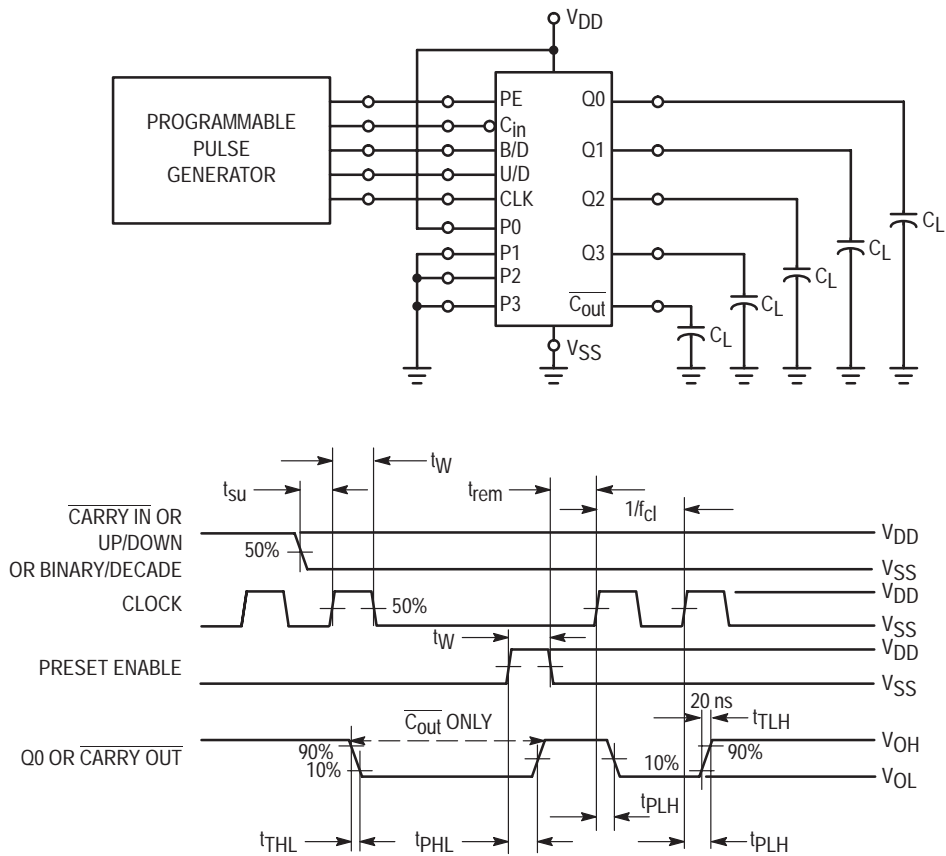 VDD
PROGRAMMABLE
PULSE
GENERATOR
PE
Cin
B/D
U/D
CLK
P0
P1
P2
P3
Q0
Q1
Q2
Q3
Cout
VSS
CL
CL
CL
CL
CL
tW
tsu
trem
1/fcl
CARRY IN OR
UP/DOWN
OR BINARY/DECADE
50%
VDD
VSS
CLOCK
50%
VDD
VSS
tW
PRESET ENABLE
VDD
VSS
20 ns
tTLH
Cout ONLY
Q0 OR CARRY OUT
90%
10%
10%
90%
VOH
VOL
tPLH
tTHL
tPHL
tPLH